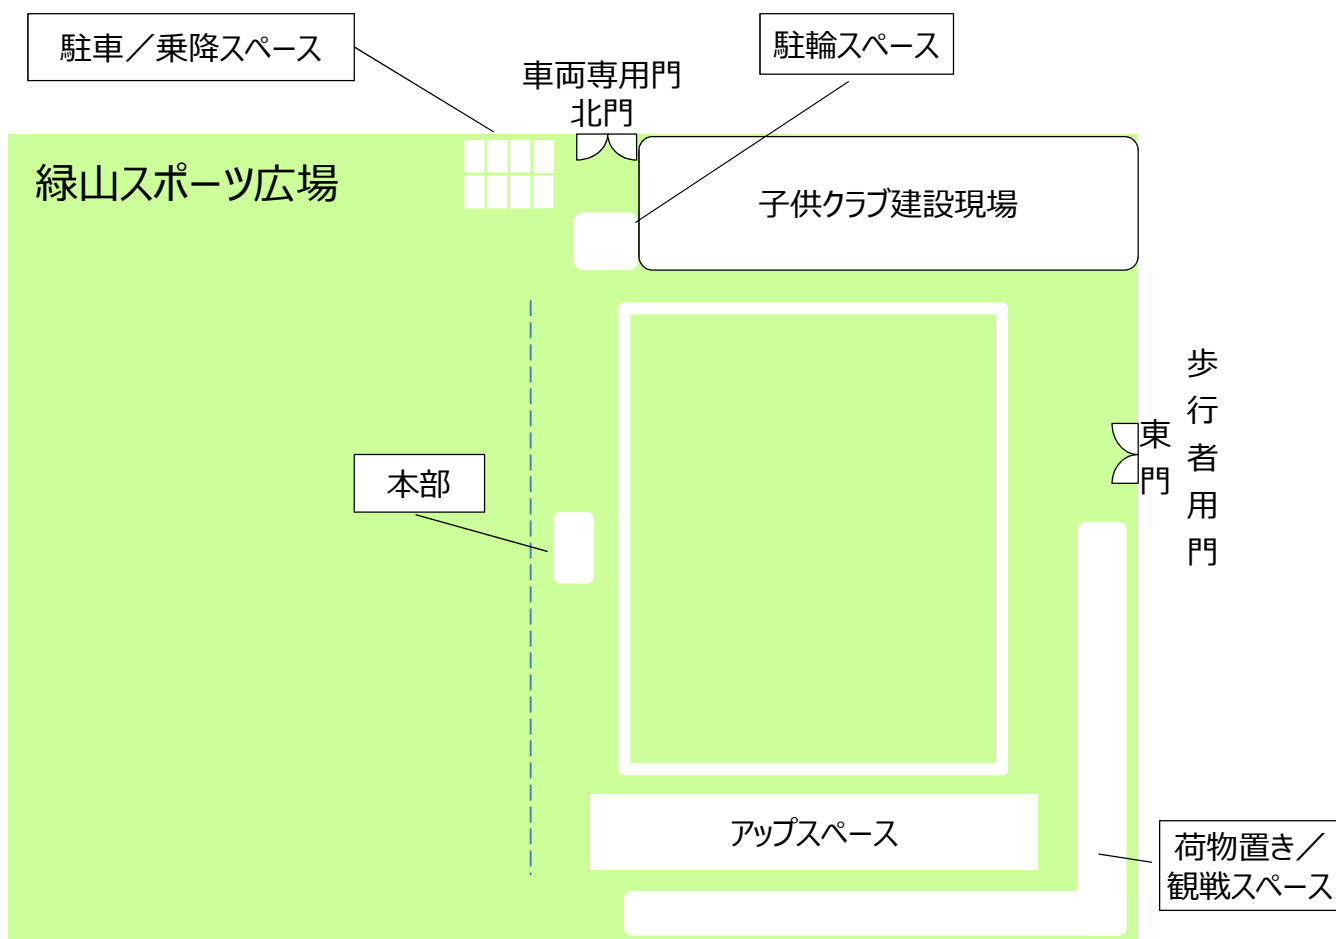 駐車／乗降スペース
駐輪スペース
車両専用門
北門
緑山スポーツ広場
子供クラブ建設現場
歩行者用門
東門
本部
アップスペース
荷物置き／
観戦スペース